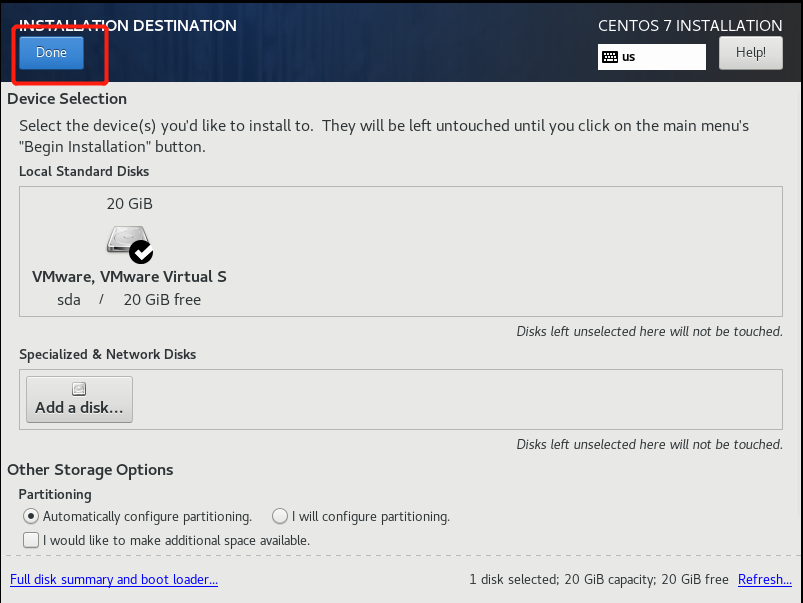 INSTALLATION DESTINATION
CENTOS 7 INSTALLATION
Done
us
Help!
Device Selection
Select the device(s) you'd like to install to.  They will be left untouched until you click on the main menu's
"Begin Installation" button.
Local Standard Disks
20 GiB
VMware, VMware Virtual S
sda / 20 GiB free
Disks left unselected here will not be touched.
Specialized & Network Disks
Add a disk...
Disks left unselected here will not be touched.
Other Storage Options
Partitioning
Automatically configure partitioning. I will configure partitioning.
I would like to make additional space available.
Full disk summary and boot loader... 1 disk selected; 20 GiB capacity; 20 GiB free Refresh...